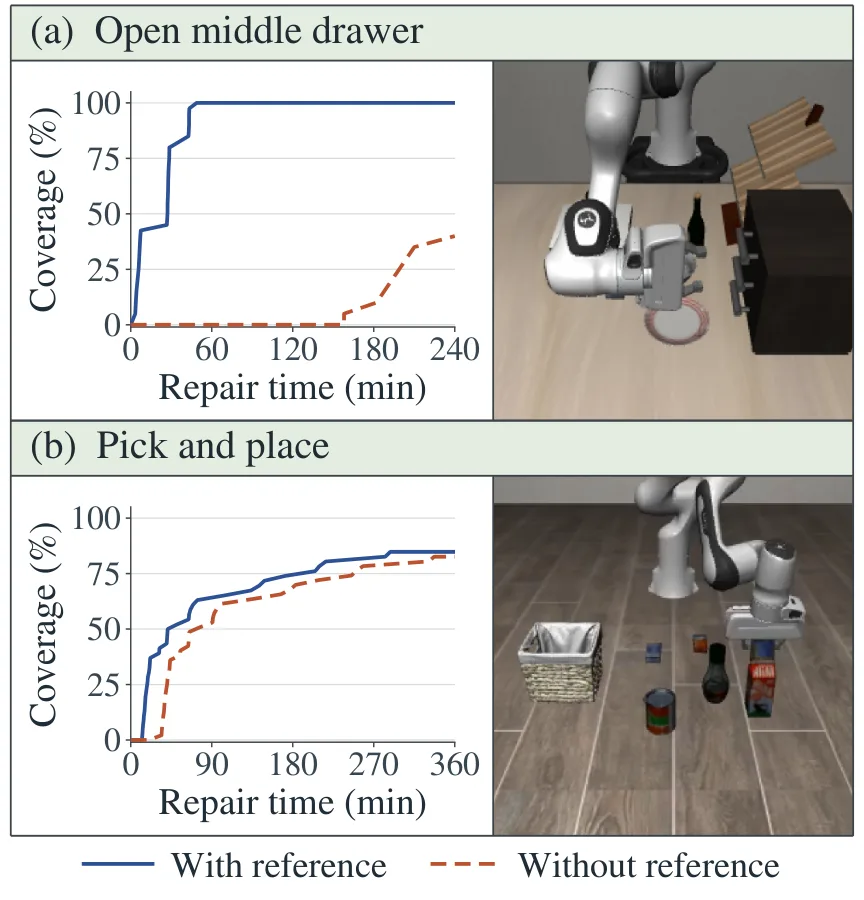 (a) Open middle drawer
Coverage (%)
100
75
50
25
0
0 60 120 180 240
Repair time (min)
(b) Pick and place
Coverage (%)
100
75
50
25
0
0 90 180 270 360
Repair time (min)
With reference Without reference